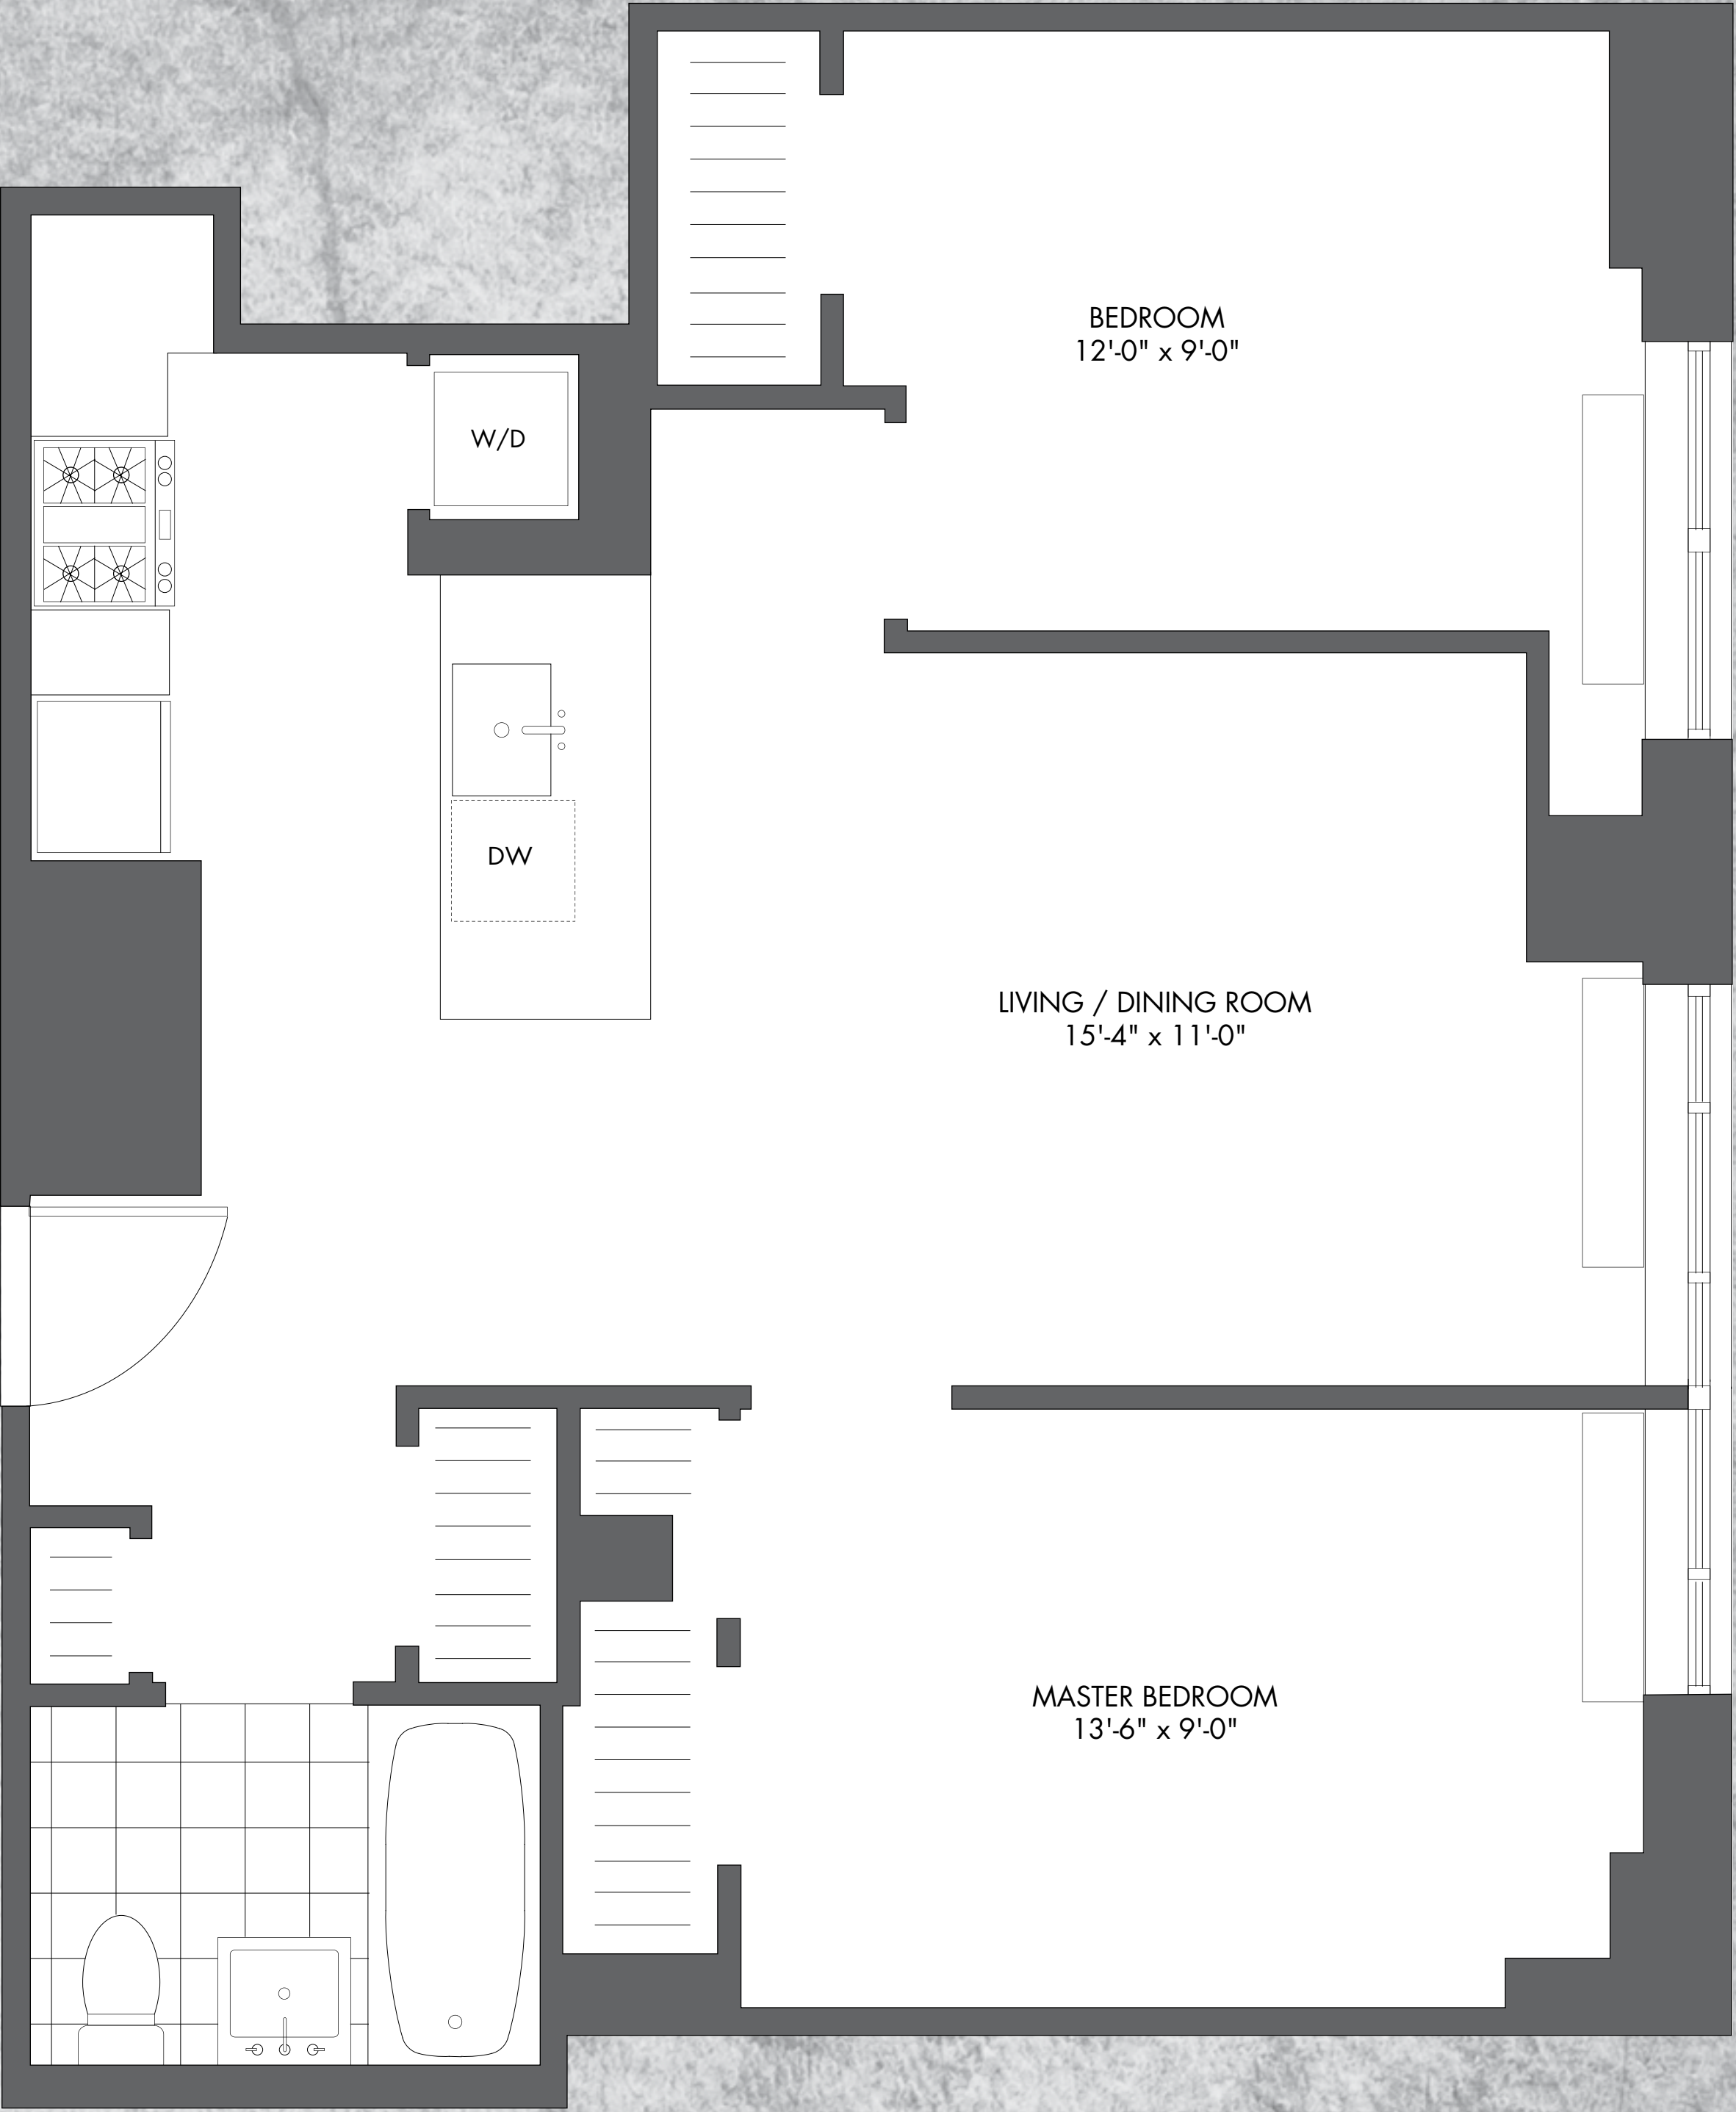 BEDROOM
12'-0" x 9'-0"
W/D
DW
LIVING / DINING ROOM
15'-4" x 11'-0"
MASTER BEDROOM
13'-6" x 9'-0"